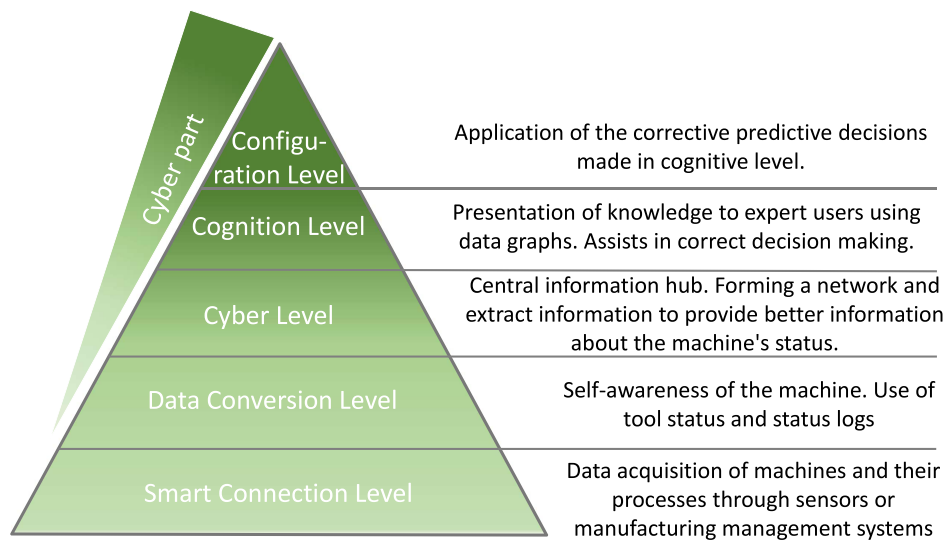 Cyber part
Configu-
ration Level
Application of the corrective predictive decisions
made in cognitive level.
Cognition Level
Presentation of knowledge to expert users using
data graphs. Assists in correct decision making.
Cyber Level
Central information hub. Forming a network and
extract information to provide better information
about the machine's status.
Data Conversion Level
Self-awareness of the machine. Use of
tool status and status logs
Smart Connection Level
Data acquisition of machines and their
processes through sensors or
manufacturing management systems